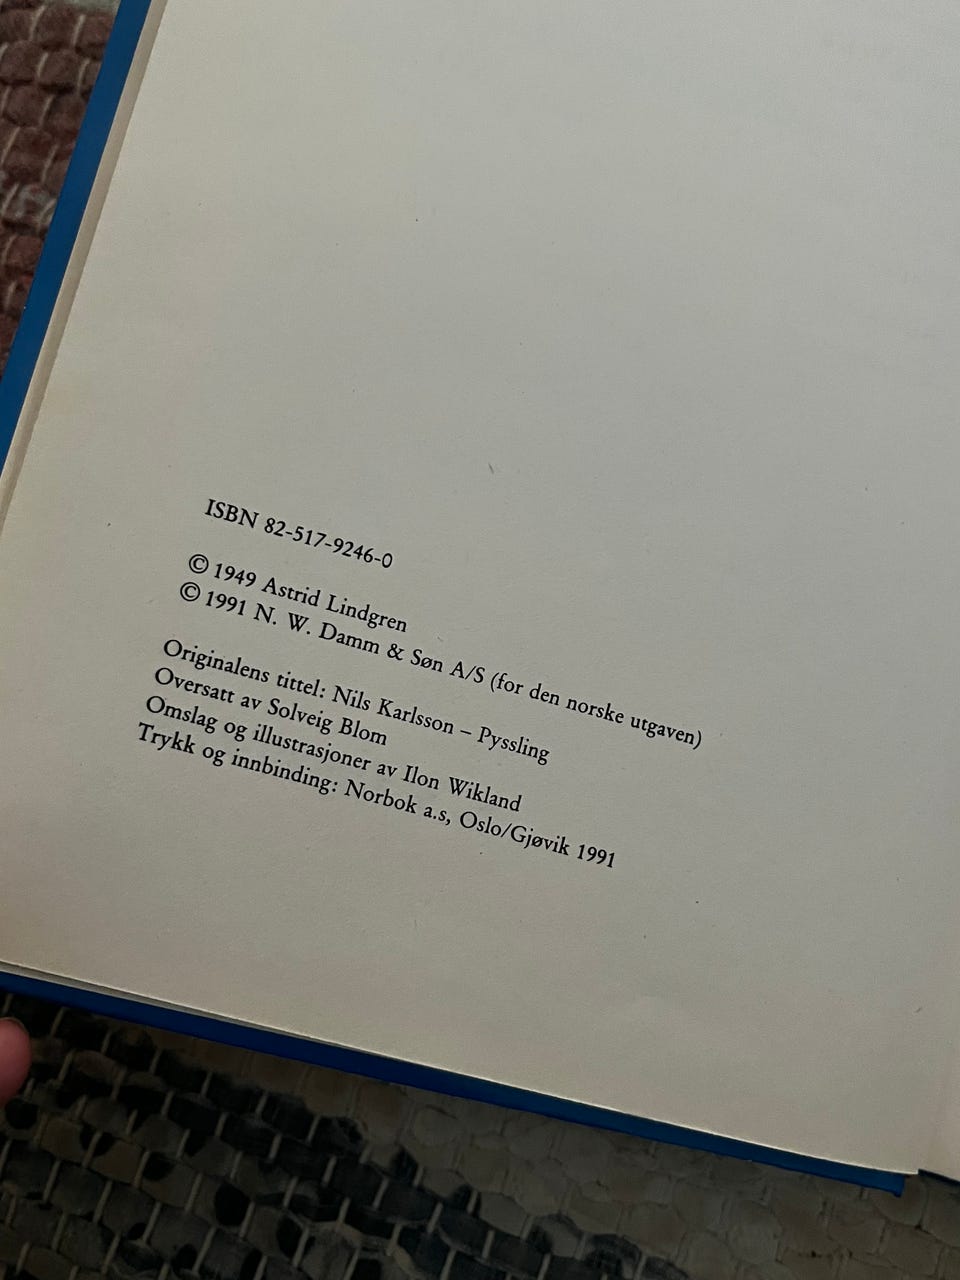 ISBN 82-517-9246-0
© 1949 Astrid Lindgren
© 1991 N. W. Damm & Søn A/S (for den norske utgaven)
Originalens tittel: Nils Karlsson – Pyssling
Oversatt av Solveig Blom
Omslag og illustrasjoner av Ilon Wikland
Trykk og innbinding: Norbok a.s, Oslo/Gjøvik 1991